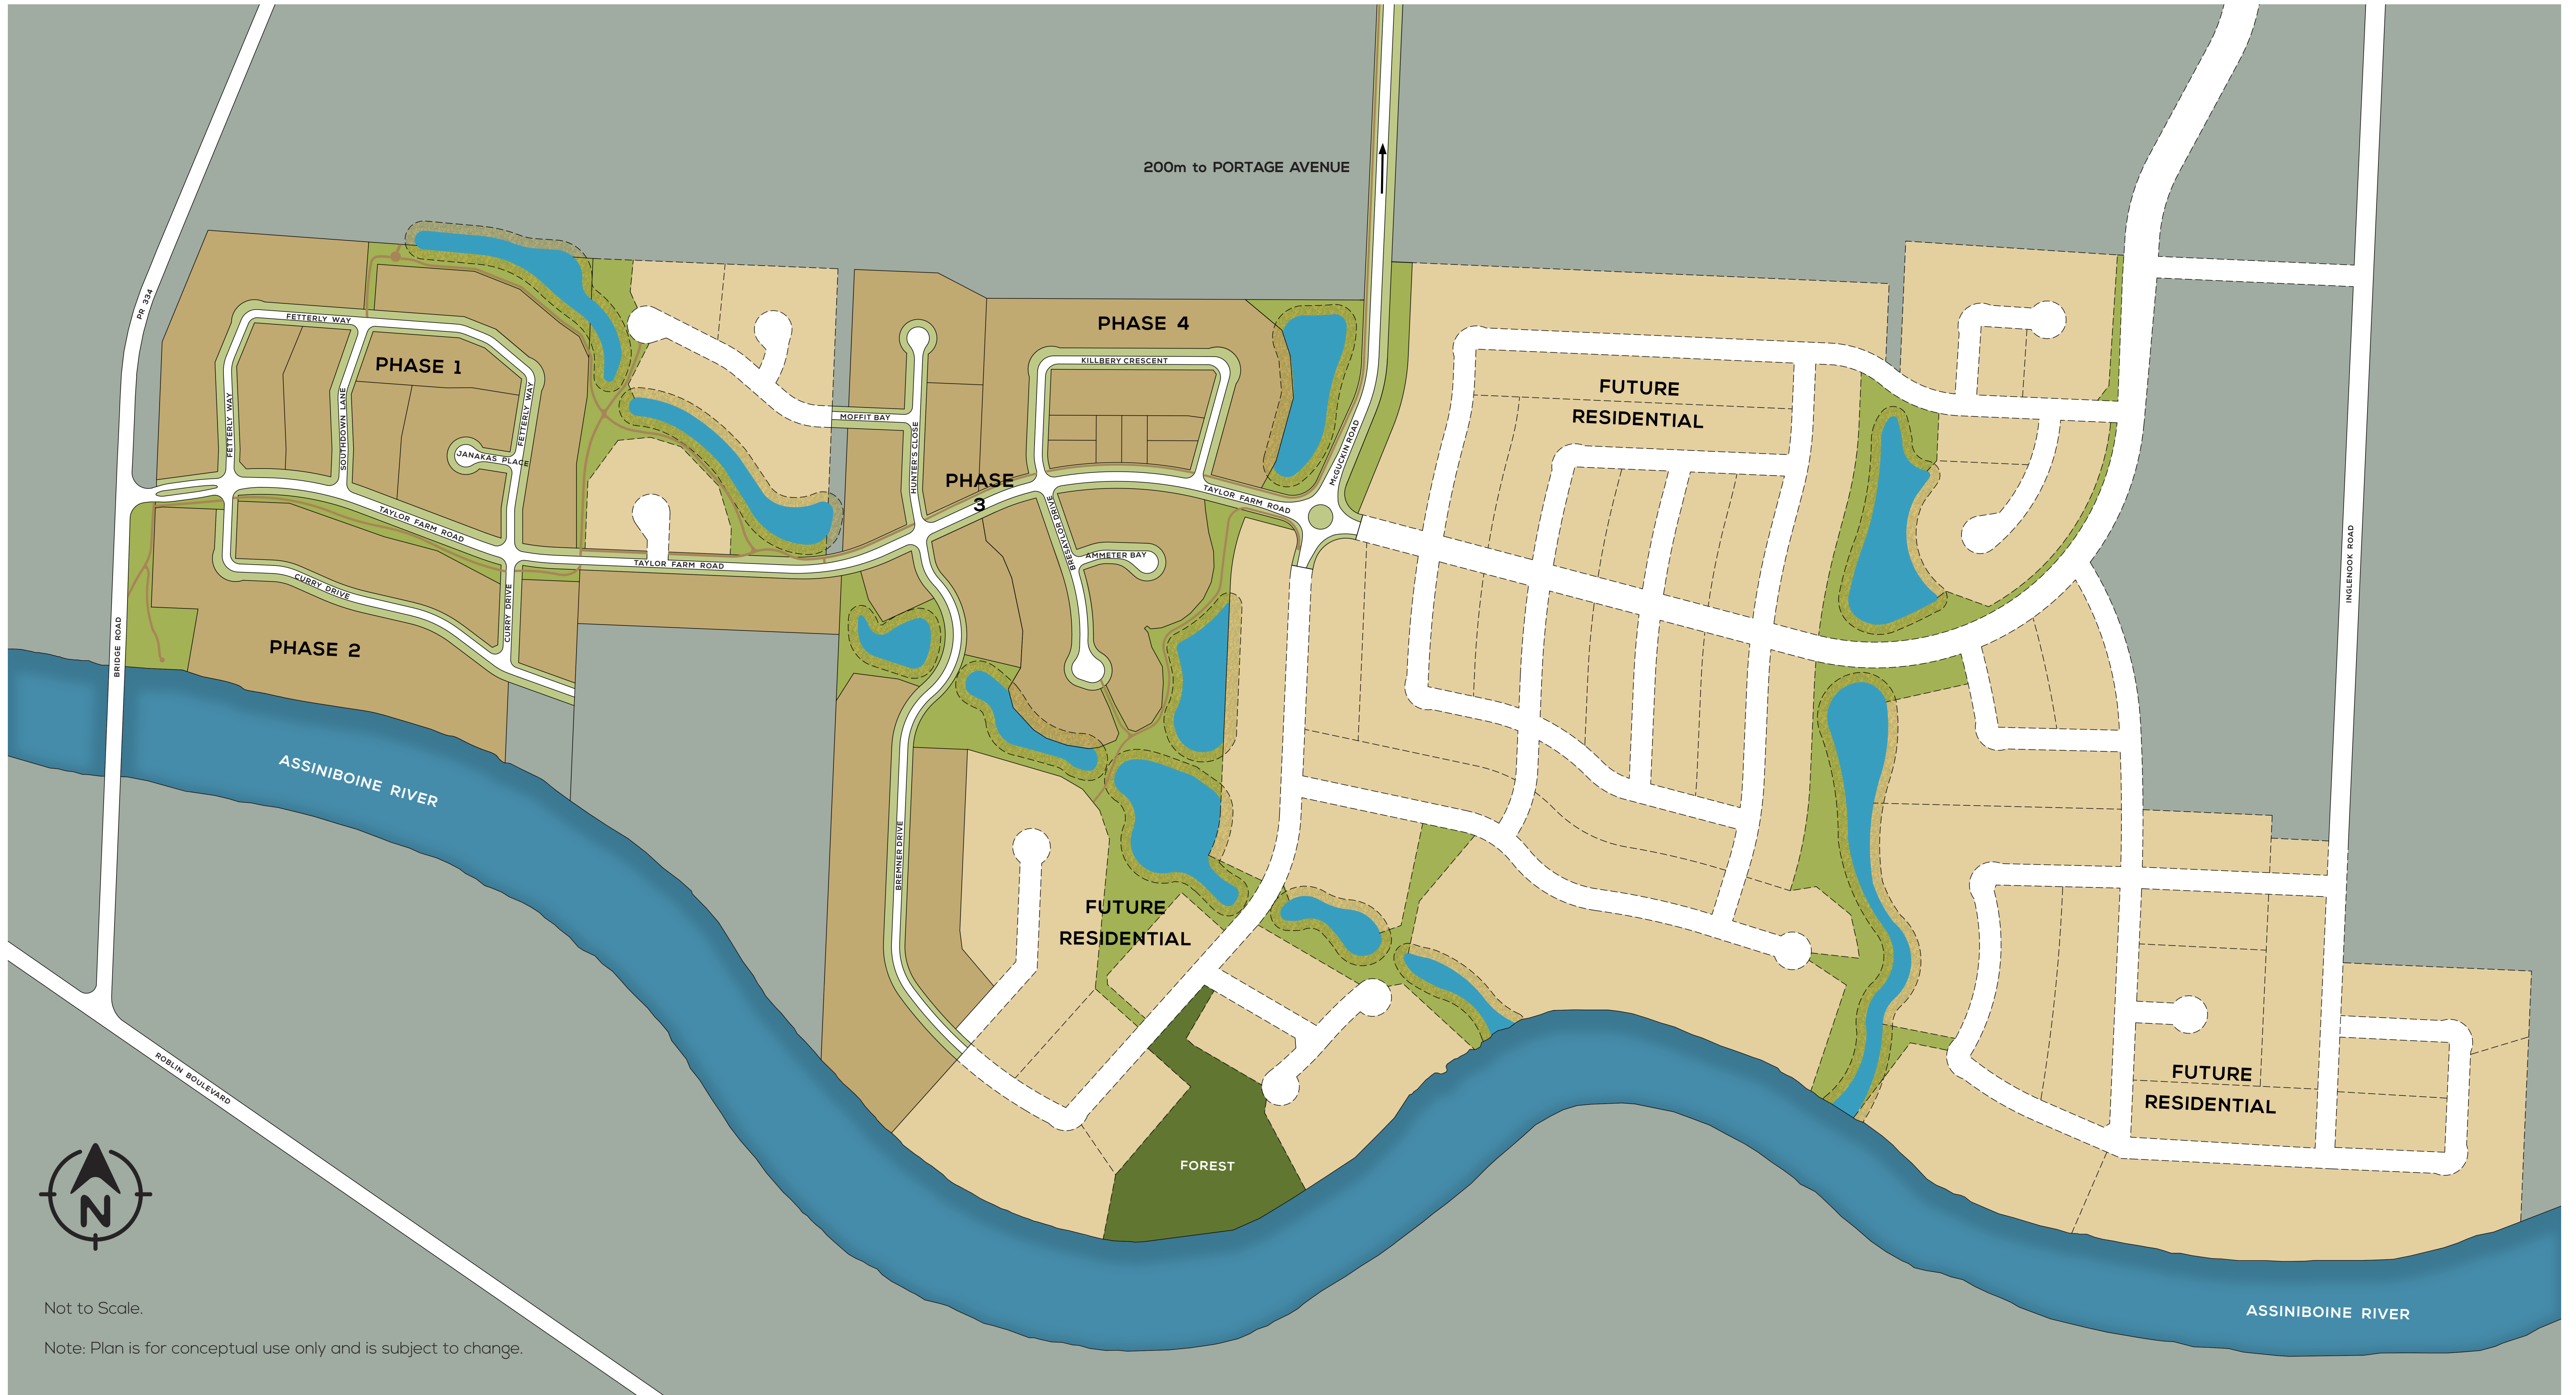 200m to PORTAGE AVENUE
PR 334
FETTERLY WAY
PHASE 1
FETTERLY WAY
SOUTHDOWN LANE
FETTERLY WAY
JANAKAS PLACE
MOFFIT BAY
HUNTER'S CLOSE
PHASE 4
KILLBERY CRESCENT
PHASE
3
McGUCKIN ROAD
TAYLOR FARM ROAD
TAYLOR FARM ROAD
TAYLOR FARM ROAD
BRESAYLOR DRIVE
AMMETER BAY
FUTURE
RESIDENTIAL
INGLENOOK ROAD
CURRY DRIVE
CURRY DRIVE
PHASE 2
BRIDGE ROAD
ASSINIBOINE RIVER
BREMNER DRIVE
FUTURE
RESIDENTIAL
FUTURE
RESIDENTIAL
ROBLIN BOULEVARD
FOREST
N
ASSINIBOINE RIVER
Not to Scale.
Note: Plan is for conceptual use only and is subject to change.